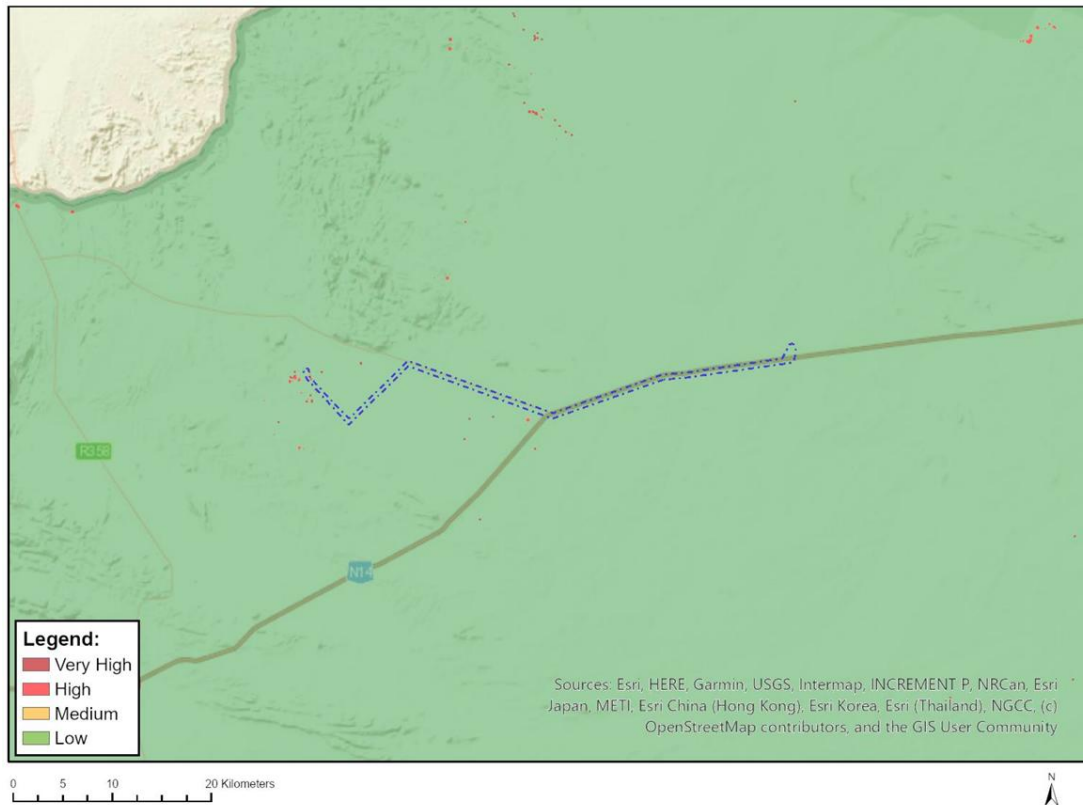 R358
N14
Legend:
Very High
High
Medium
Low
Sources: Esri, HERE, Garmin, USGS, Intermap, INCREMENT P, NRCan, Esri
Japan, METI, Esri China (Hong Kong), Esri Korea, Esri (Thailand), NGCC, (c)
OpenStreetMap contributors, and the GIS User Community
0 5 10 20 Kilometers
N